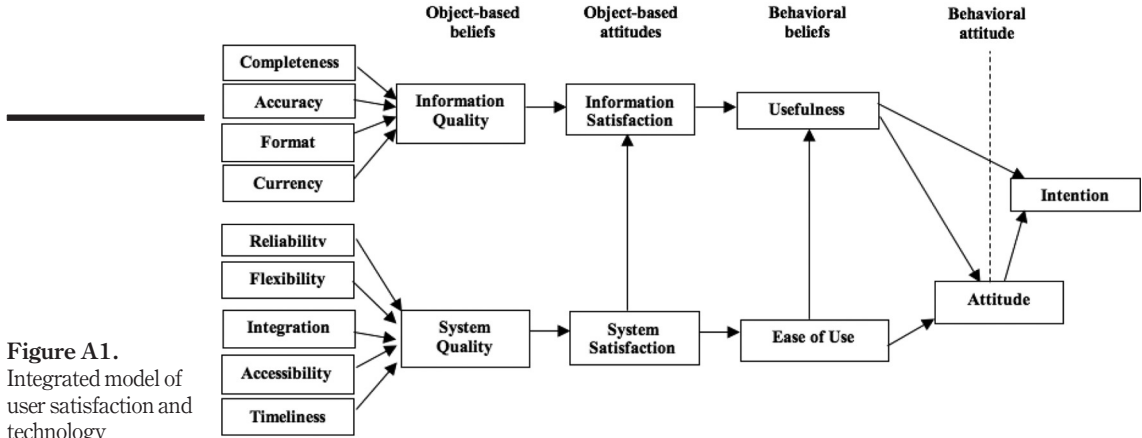 Object-based
beliefs
Object-based
attitudes
Behavioral
beliefs
Behavioral
attitude
Completeness
Accuracy
Format
Currency
Information
Quality
Information
Satisfaction
Usefulness
Intention
Reliability
Flexibility
Integration
Accessibility
Timeliness
System
Quality
System
Satisfaction
Ease of Use
Attitude
Figure A1.
Integrated model of
user satisfaction and
technology